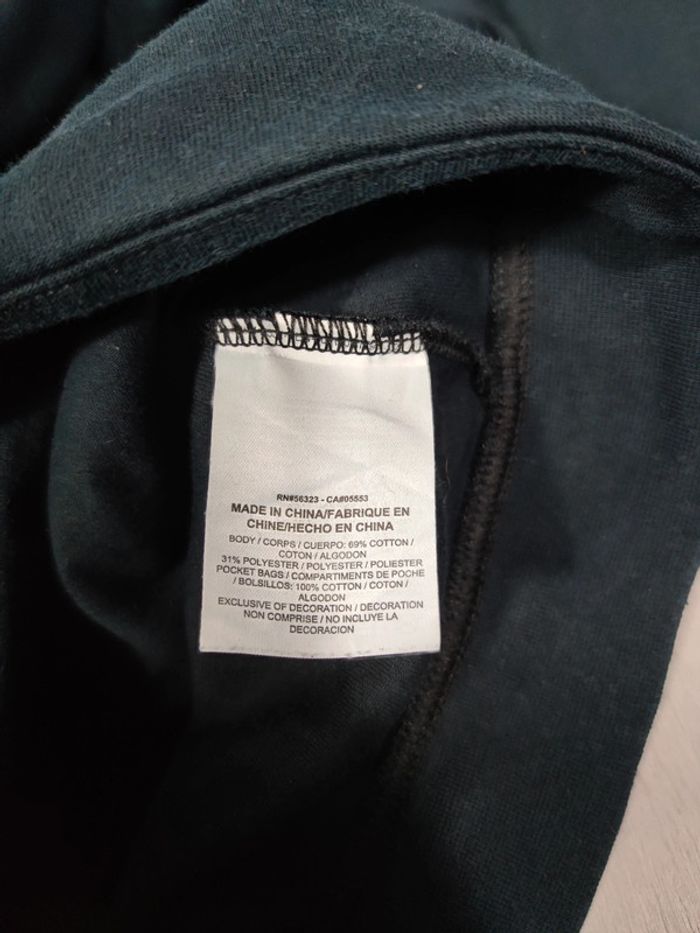 RN#56323 - CA#05553
MADE IN CHINA/FABRIQUE EN
CHINE/HECHO EN CHINA
BODY / CORPS / CUERPO: 69% COTTON /
COTON / ALGODON
31% POLYESTER / POLYESTER / POLIESTER
POCKET BAGS / COMPARTIMENTS DE POCHE
/ BOLSILLOS: 100% COTTON / COTON /
ALGODON
EXCLUSIVE OF DECORATION / DECORATION
NON COMPRISE / NO INCLUYE LA
DECORACION